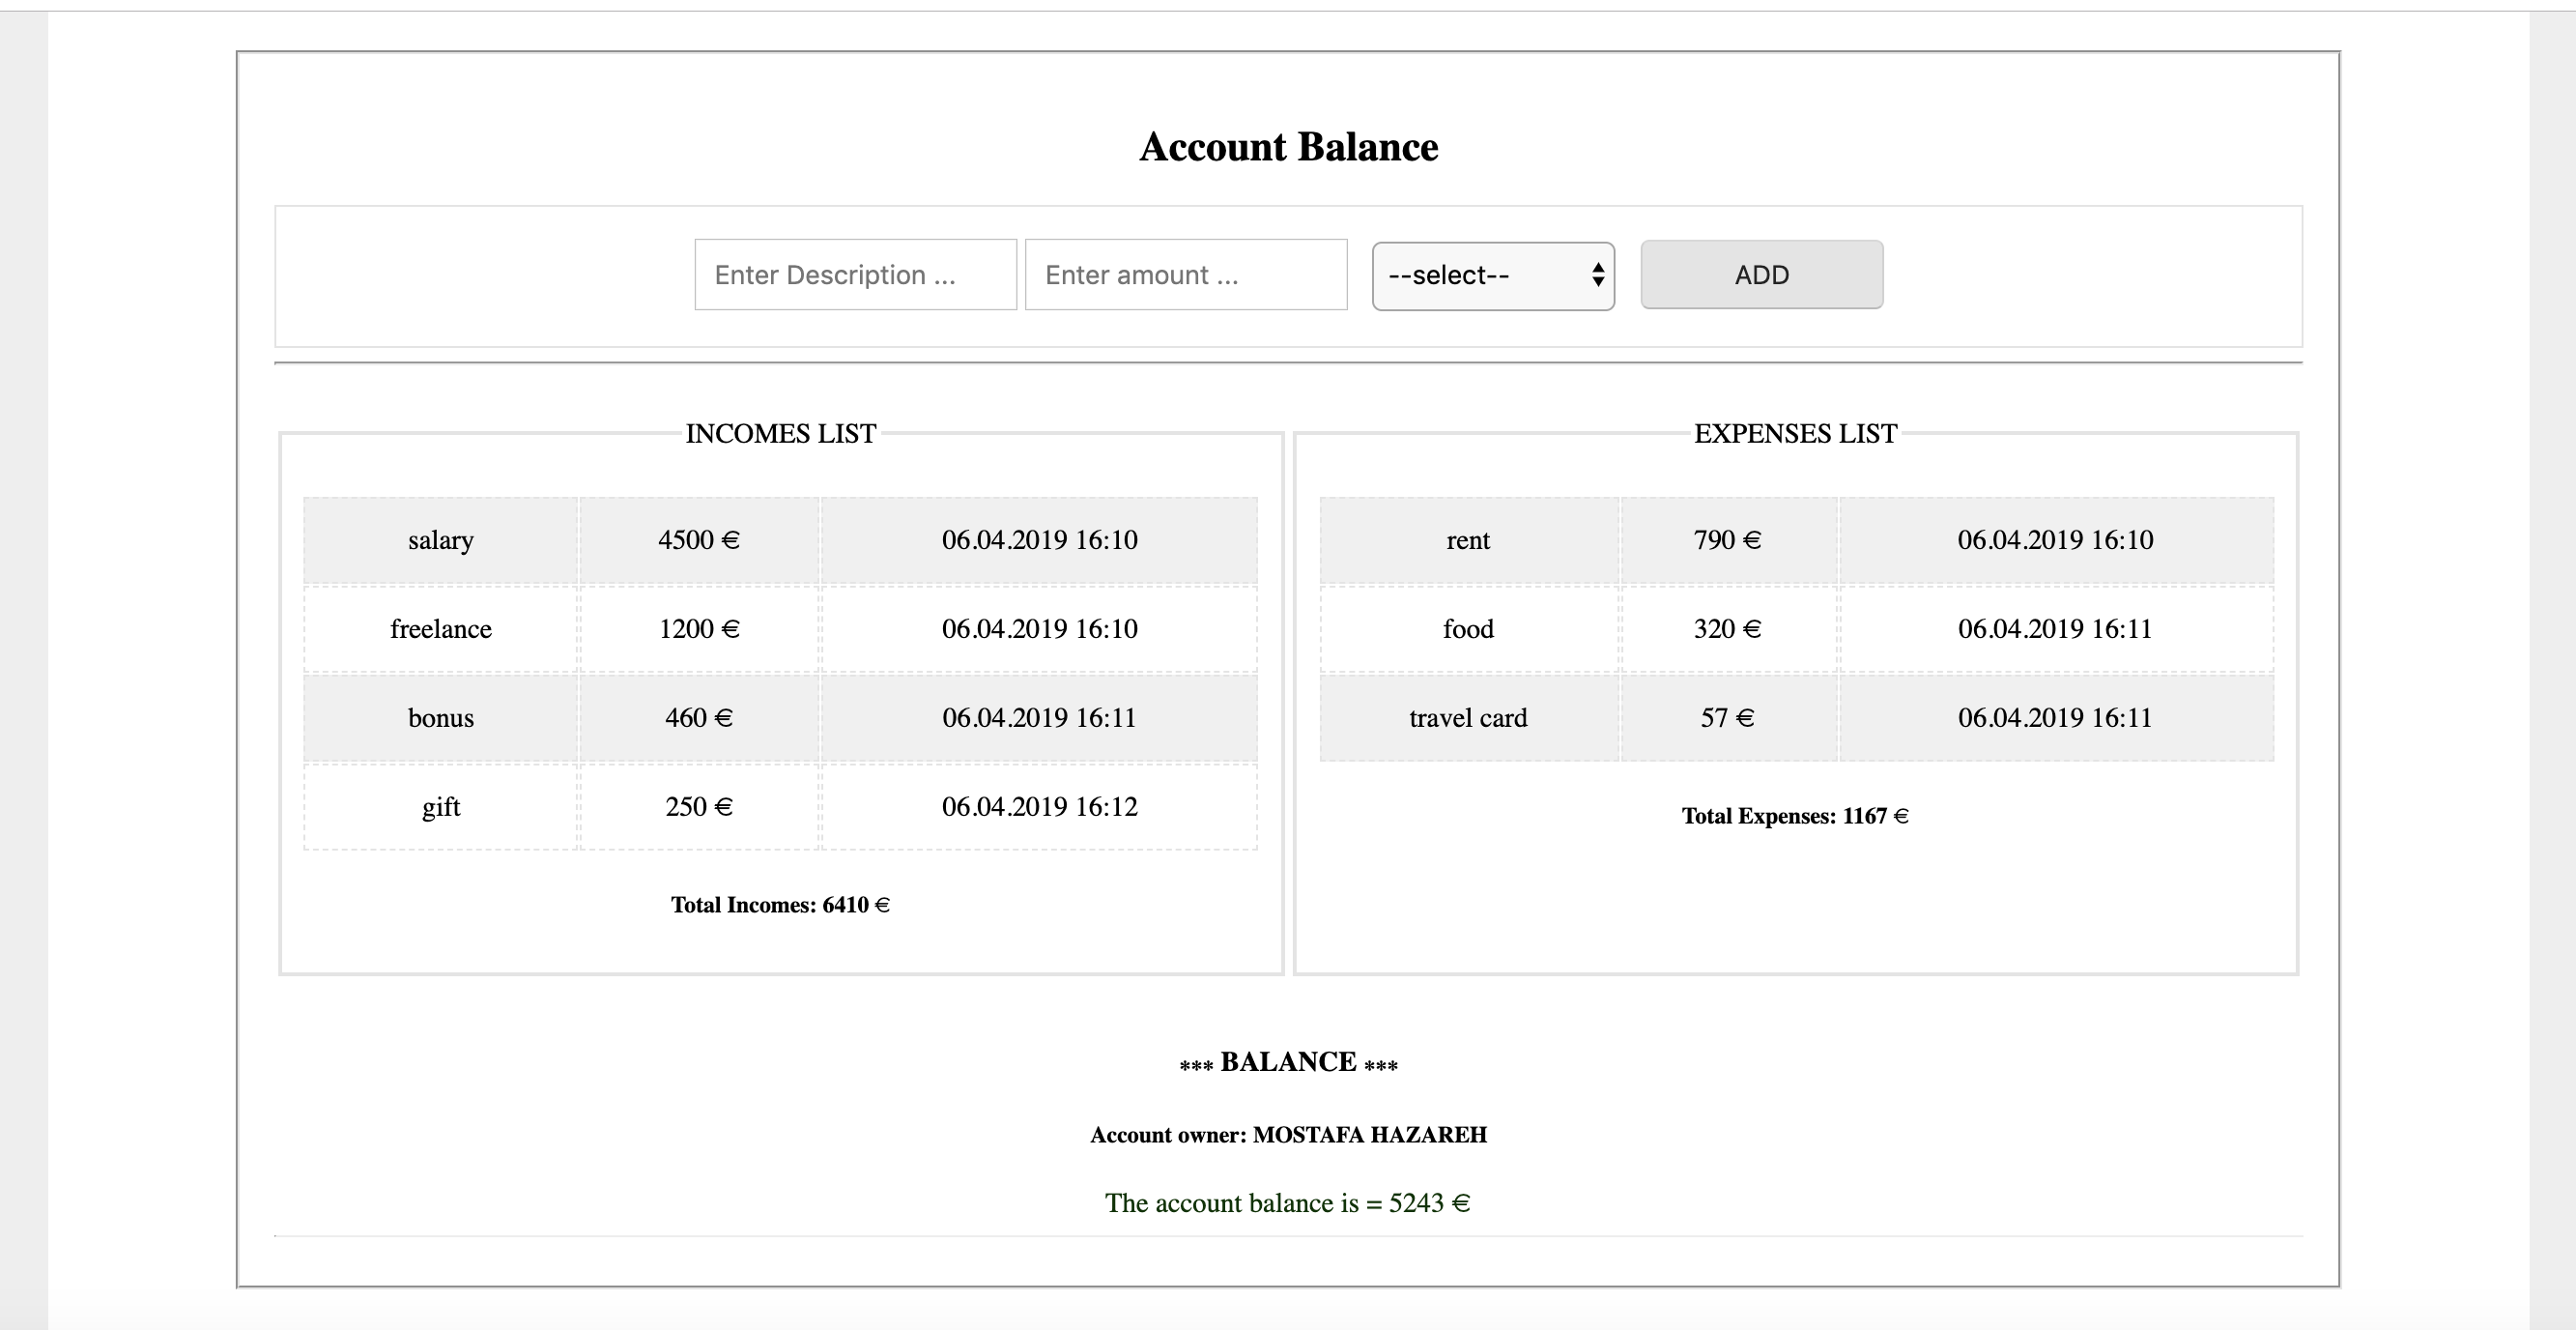 Account Balance
Enter Description ... Enter amount ... --select-- ADD
INCOMES LIST
salary 4500 € 06.04.2019 16:10
freelance 1200 € 06.04.2019 16:10
bonus 460 € 06.04.2019 16:11
gift 250 € 06.04.2019 16:12
Total Incomes: 6410 €
EXPENSES LIST
rent 790 € 06.04.2019 16:10
food 320 € 06.04.2019 16:11
travel card 57 € 06.04.2019 16:11
Total Expenses: 1167 €
*** BALANCE ***
Account owner: MOSTAFA HAZAREH
The account balance is = 5243 €